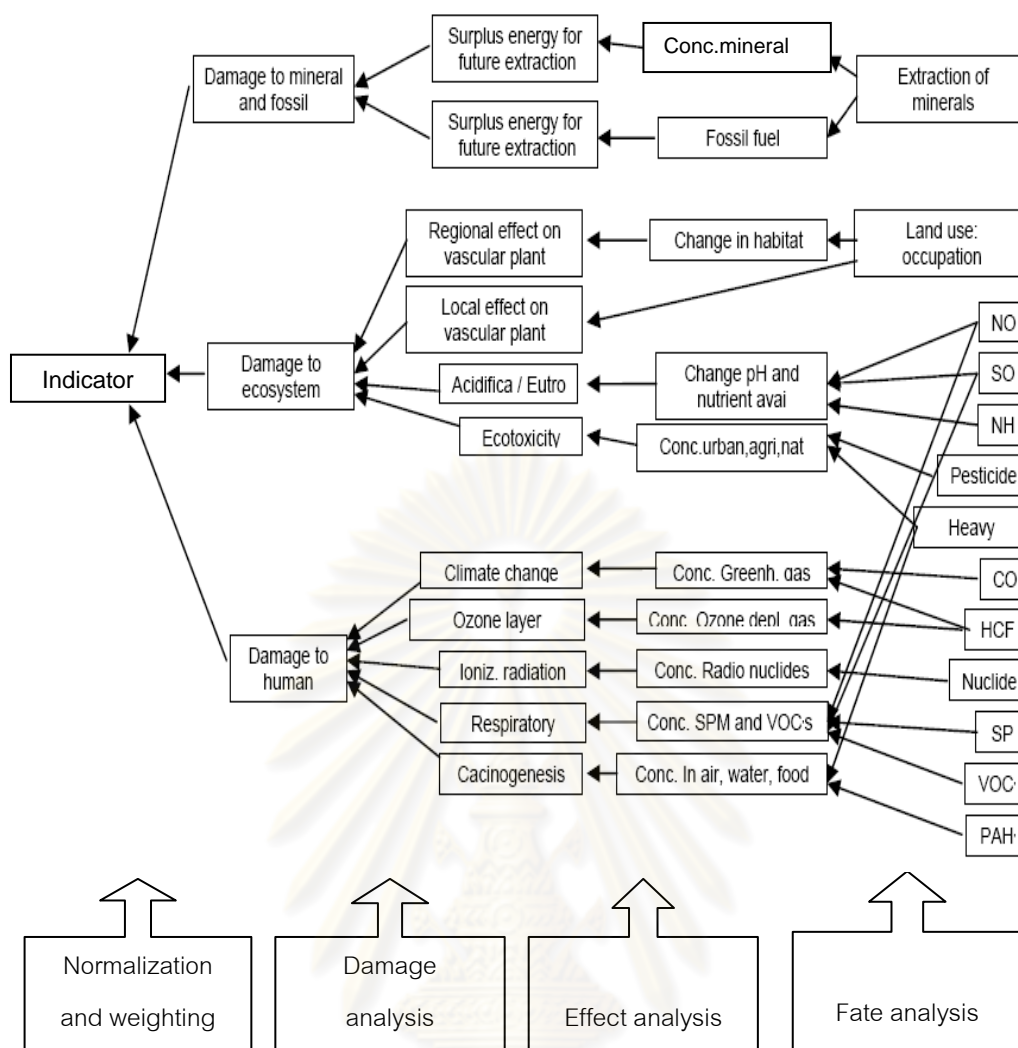 Surplus energy for
future extraction
Conc.mineral
Damage to mineral
and fossil
Extraction of
minerals
Surplus energy for
future extraction
Fossil fuel
Regional effect on
vascular plant
Change in habitat
Land use:
occupation
Local effect on
vascular plant
NO
Indicator
Damage to
ecosystem
Acidifica / Eutro
Change pH and
nutrient avai
SO
NH
Ecotoxicity
Conc.urban,agri,nat
Pesticide
Heavy
Climate change
Conc. Greenh. gas
CO
Ozone layer
Conc. Ozone depl. gas
HCF
Damage to
human
Ioniz. radiation
Conc. Radio nuclides
Nuclide
Respiratory
Conc. SPM and VOC's
SP
Cacinogenesis
Conc. In air, water, food
VOC'
PAH'
Normalization
and weighting
Damage
analysis
Effect analysis
Fate analysis